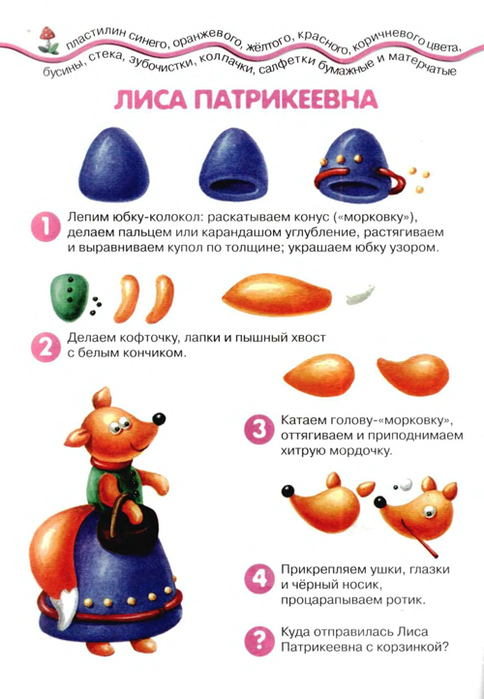 пластилин синего, оранжевого, жёлтого, красного, коричневого цвета,
бусины, стека, зубочистки, колпачки, салфетки бумажные и матерчатые
ЛИСА ПАТРИКЕЕВНА
1 Лепим юбку-колокол: раскатываем конус («морковку»),
делаем пальцем или карандашом углубление, растягиваем
и выравниваем купол по толщине; украшаем юбку узором.
2 Делаем кофточку, лапки и пышный хвост
с белым кончиком.
3 Катаем голову-«морковку»,
оттягиваем и приподнимаем
хитрую мордочку.
4 Прикрепляем ушки, глазки
и чёрный носик,
процарапываем ротик.
? Куда отправилась Лиса
Патрикеевна с корзинкой?